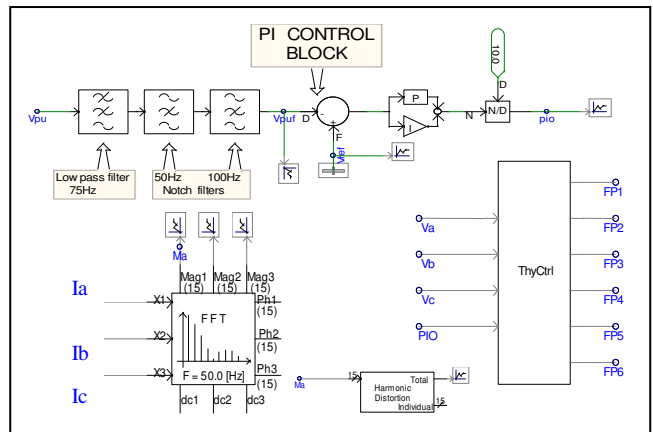 PI CONTROL
BLOCK
10.0
D
Vpu
Vpuf
D
-
+
F
P
I
N
N/D
pio
Vref
Low pass filter
75Hz
50Hz 100Hz
Notch filters
Ma
Mag1 Mag2 Mag3
(15) (15) (15)
Ia
X1
Ph1
(15)
FFT
Ib
X2
Ph2
(15)
X3
Ph3
(15)
F = 50.0 [Hz]
Ic
dc1 dc2 dc3
Ma
15
Total
Harmonic
Distortion
Individual
15
Va
Vb
Vc
PIO
ThyCtrl
FP1
FP2
FP3
FP4
FP5
FP6